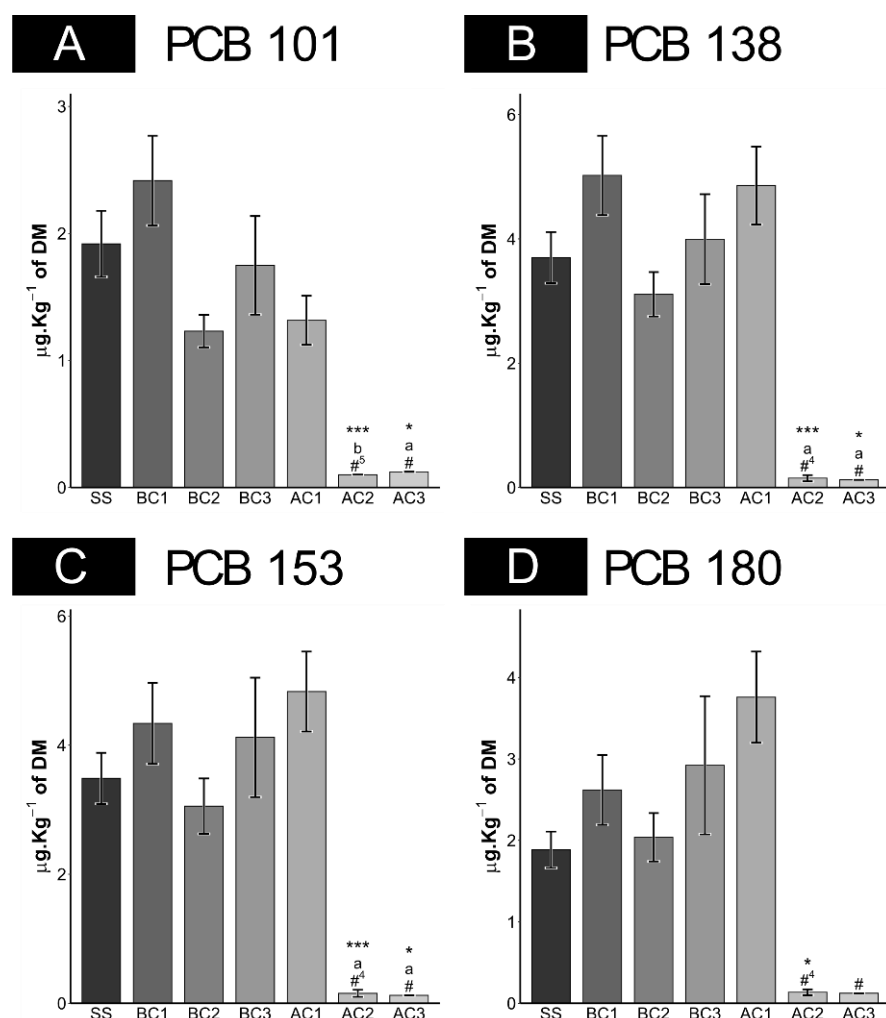 A PCB 101
μg.Kg⁻¹ of DM
3
2
1
0
***
b
#⁵
*
a
#
SS BC1 BC2 BC3 AC1 AC2 AC3
B PCB 138
μg.Kg⁻¹ of DM
6
4
2
0
***
a
#⁴
*
a
#
SS BC1 BC2 BC3 AC1 AC2 AC3
C PCB 153
μg.Kg⁻¹ of DM
6
4
2
0
***
a
#⁴
*
a
#
SS BC1 BC2 BC3 AC1 AC2 AC3
D PCB 180
μg.Kg⁻¹ of DM
4
3
2
1
0
*
#⁴
#
SS BC1 BC2 BC3 AC1 AC2 AC3